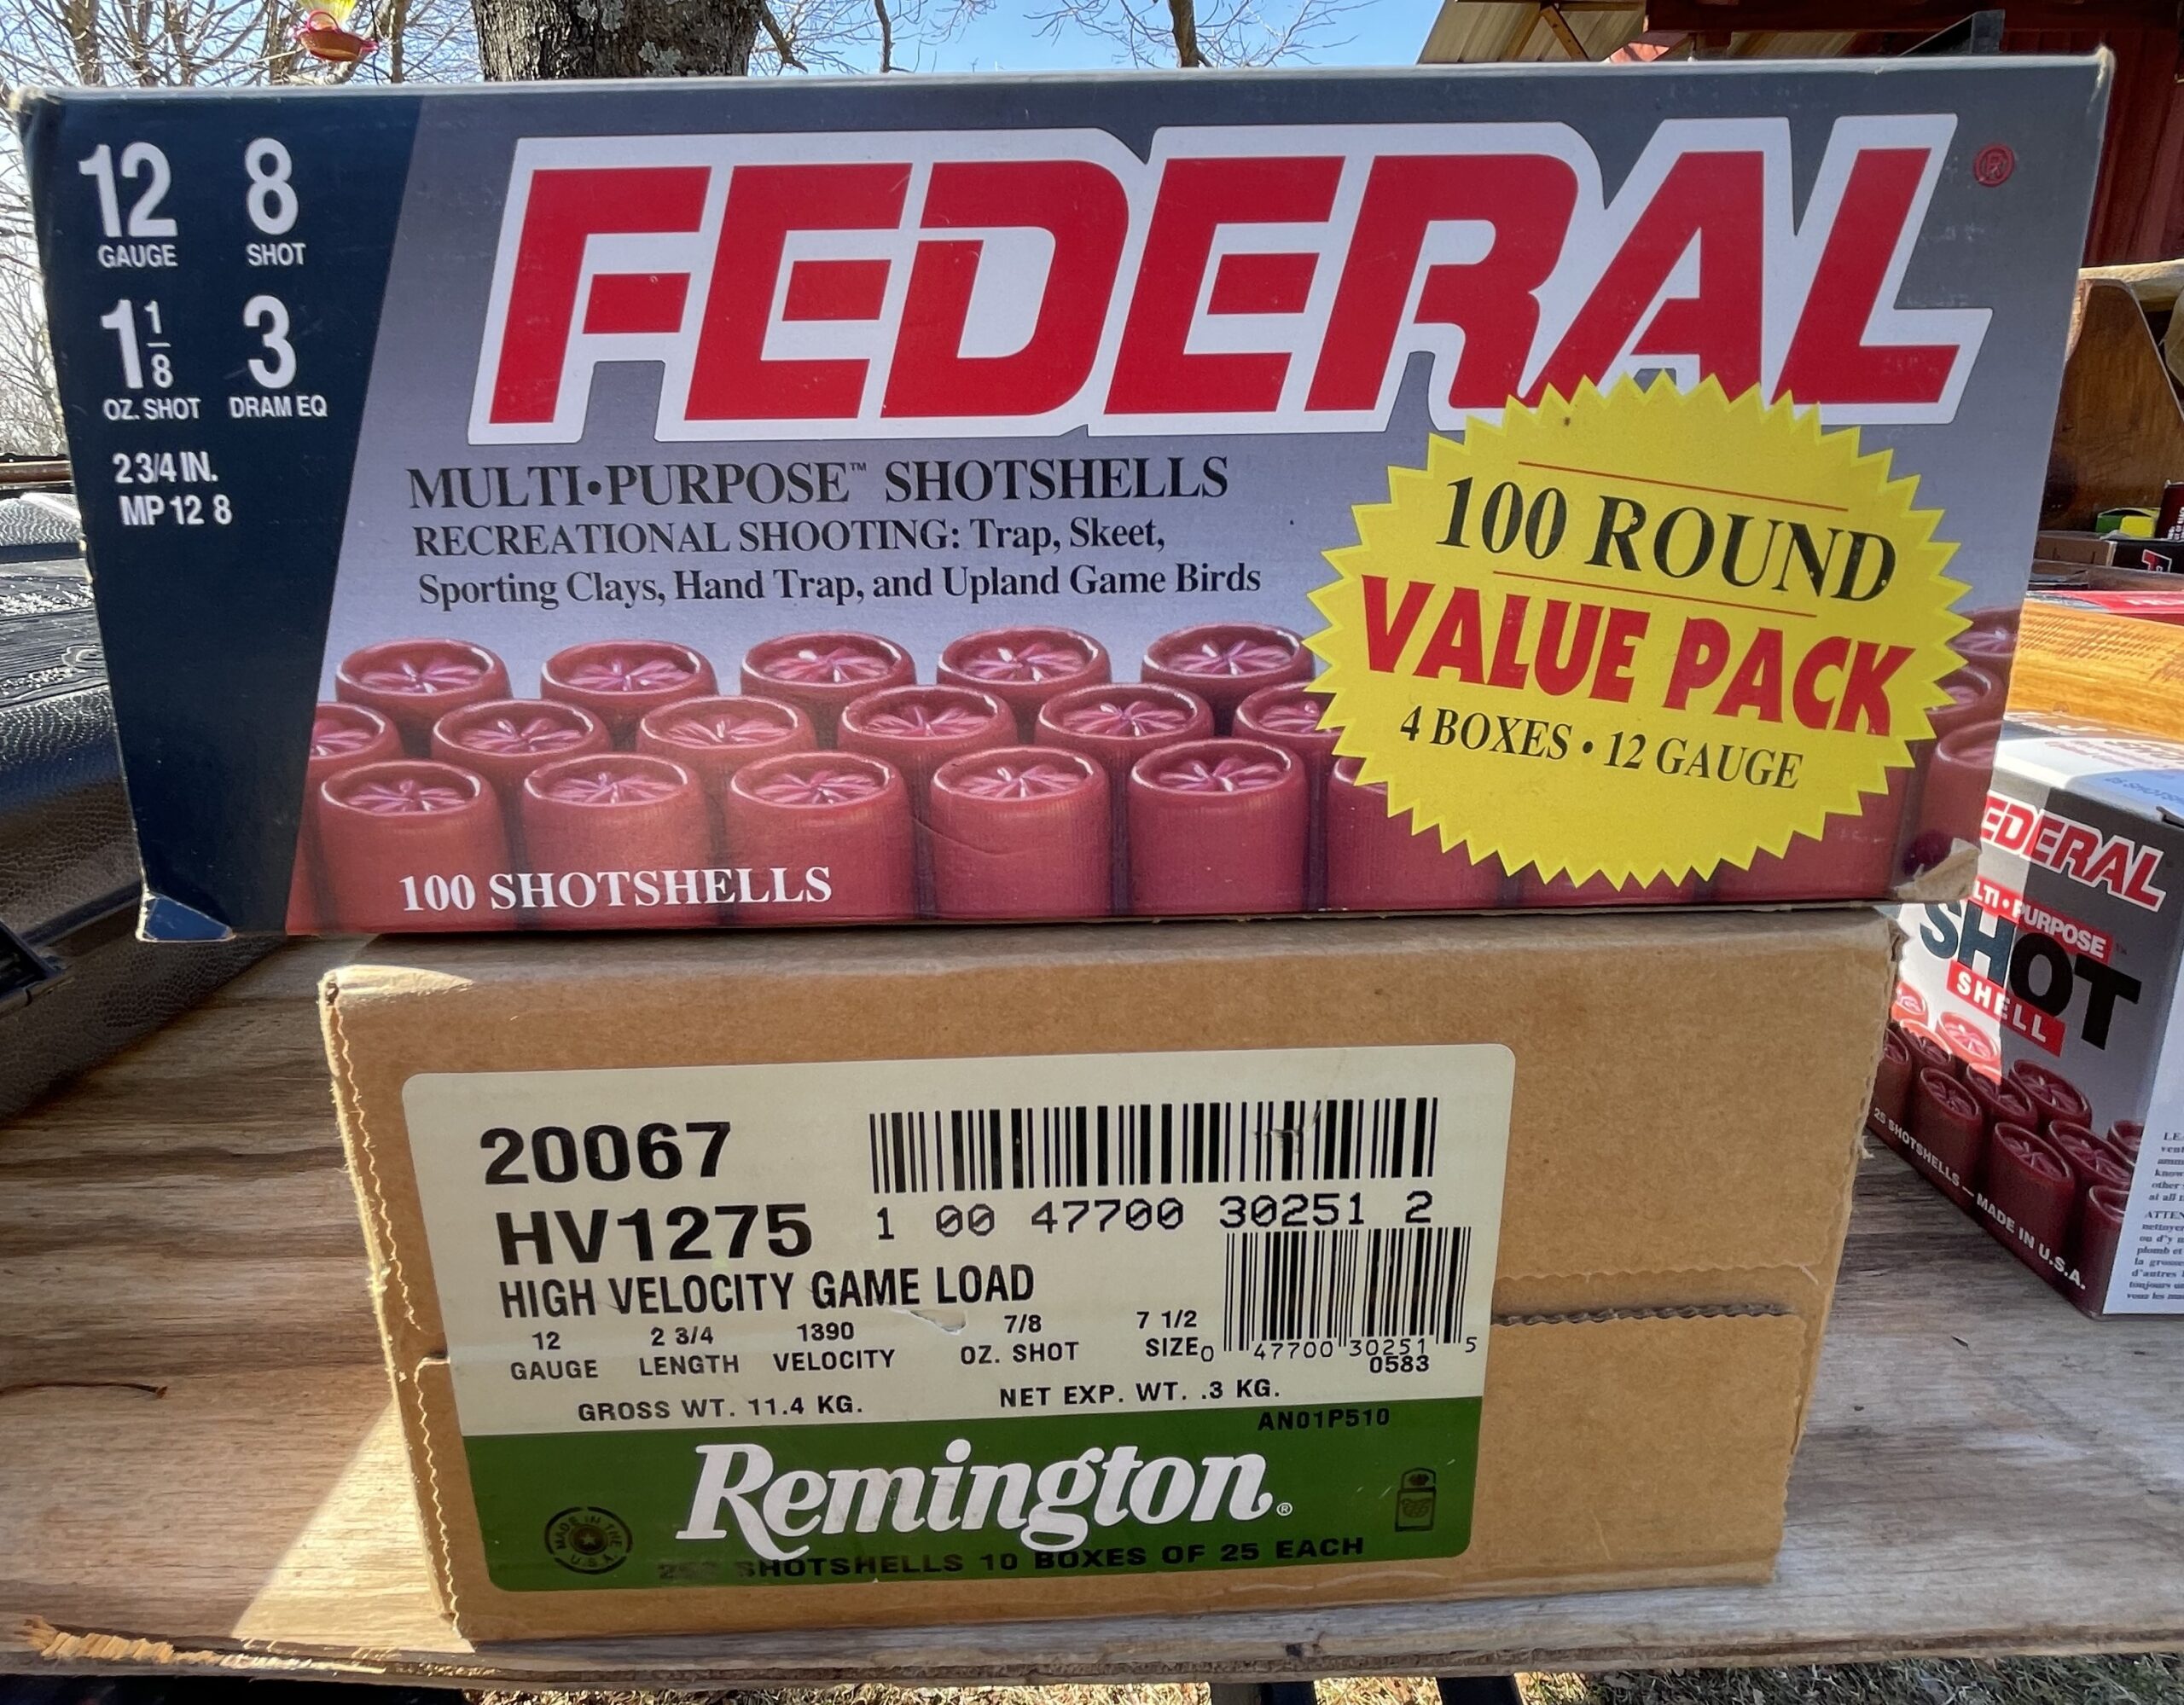 12 8
GAUGE SHOT
1 1/8 3
OZ. SHOT DRAM EQ
2 3/4 IN.
MP 12 8
FEDERAL®
MULTI•PURPOSE™ SHOTSHELLS
RECREATIONAL SHOOTING: Trap, Skeet,
Sporting Clays, Hand Trap, and Upland Game Birds
100 ROUND
VALUE PACK
4 BOXES • 12 GAUGE
100 SHOTSHELLS
20067
HV1275
1 00 47700 30251 2
HIGH VELOCITY GAME LOAD
12 2 3/4 1390 7/8 7 1/2
GAUGE LENGTH VELOCITY OZ. SHOT SIZE
0 47700 30251 5
0583
GROSS WT. 11.4 KG. NET EXP. WT. .3 KG.
AN01P510
Remington®
MADE IN THE U.S.A.
SHOTSHELLS 10 BOXES OF 25 EACH
EDERAL
LTI•PURPOSE
SHOT
SHELL
25 SHOTSHELLS — MADE IN U.S.A.